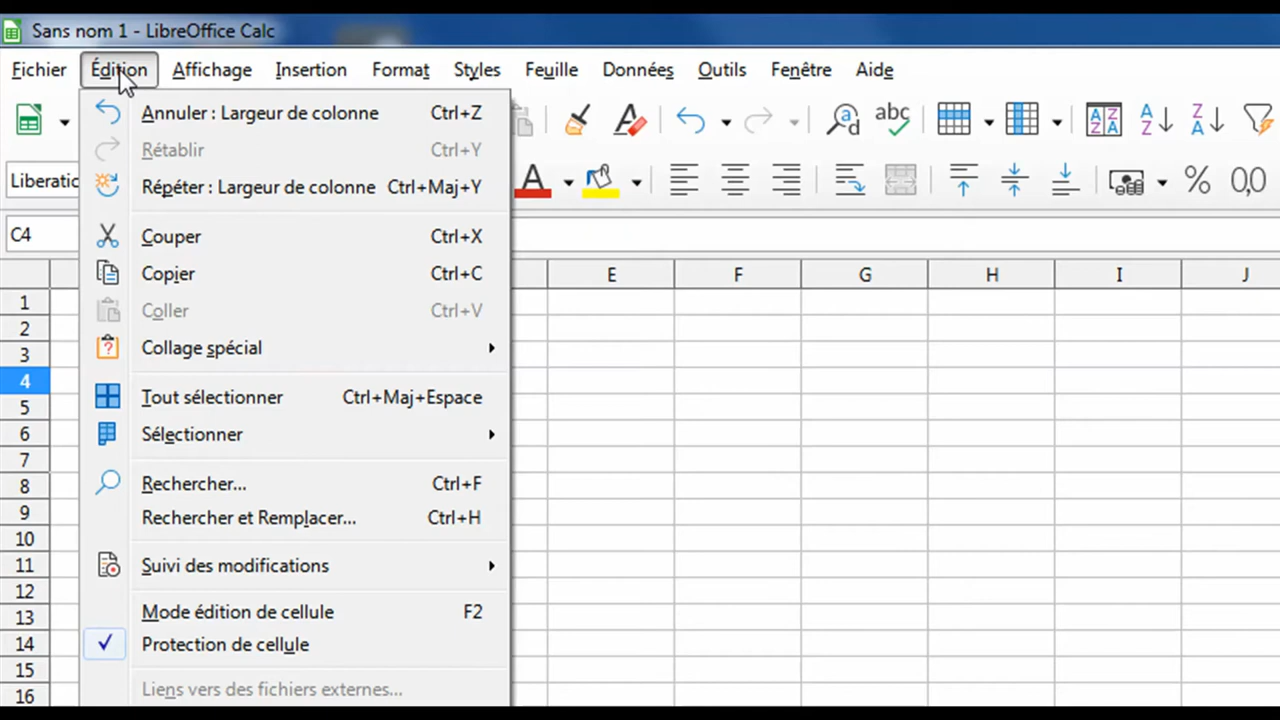 Sans nom 1 - LibreOffice Calc
Fichier Édition Affichage Insertion Format Styles Feuille Données Outils Fenêtre Aide
Annuler : Largeur de colonne Ctrl+Z
Rétablir Ctrl+Y
Répéter : Largeur de colonne Ctrl+Maj+Y
Couper Ctrl+X
Copier Ctrl+C
Coller Ctrl+V
Collage spécial
Tout sélectionner Ctrl+Maj+Espace
Sélectionner
Rechercher... Ctrl+F
Rechercher et Remplacer... Ctrl+H
Suivi des modifications
Mode édition de cellule F2
Protection de cellule
Liens vers des fichiers externes...
abc
% 0,0
C4
E F G H I J
1
2
3
4
5
6
7
8
9
10
11
12
13
14
15
16